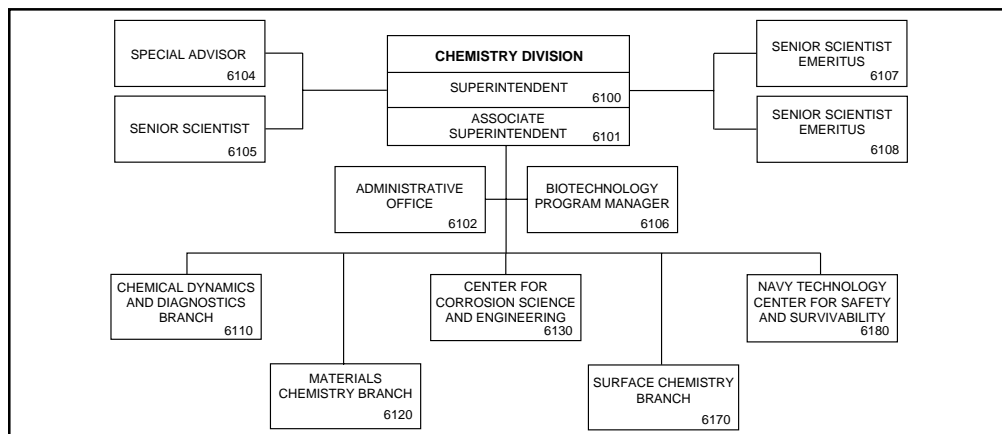 SPECIAL ADVISOR
6104
SENIOR SCIENTIST
6105
CHEMISTRY DIVISION
SUPERINTENDENT
6100
ASSOCIATE
SUPERINTENDENT
6101
SENIOR SCIENTIST
EMERITUS
6107
SENIOR SCIENTIST
EMERITUS
6108
ADMINISTRATIVE
OFFICE
6102
BIOTECHNOLOGY
PROGRAM MANAGER
6106
CHEMICAL DYNAMICS
AND DIAGNOSTICS
BRANCH
6110
CENTER FOR
CORROSION SCIENCE
AND ENGINEERING
6130
NAVY TECHNOLOGY
CENTER FOR SAFETY
AND SURVIVABILITY
6180
MATERIALS
CHEMISTRY BRANCH
6120
SURFACE CHEMISTRY
BRANCH
6170